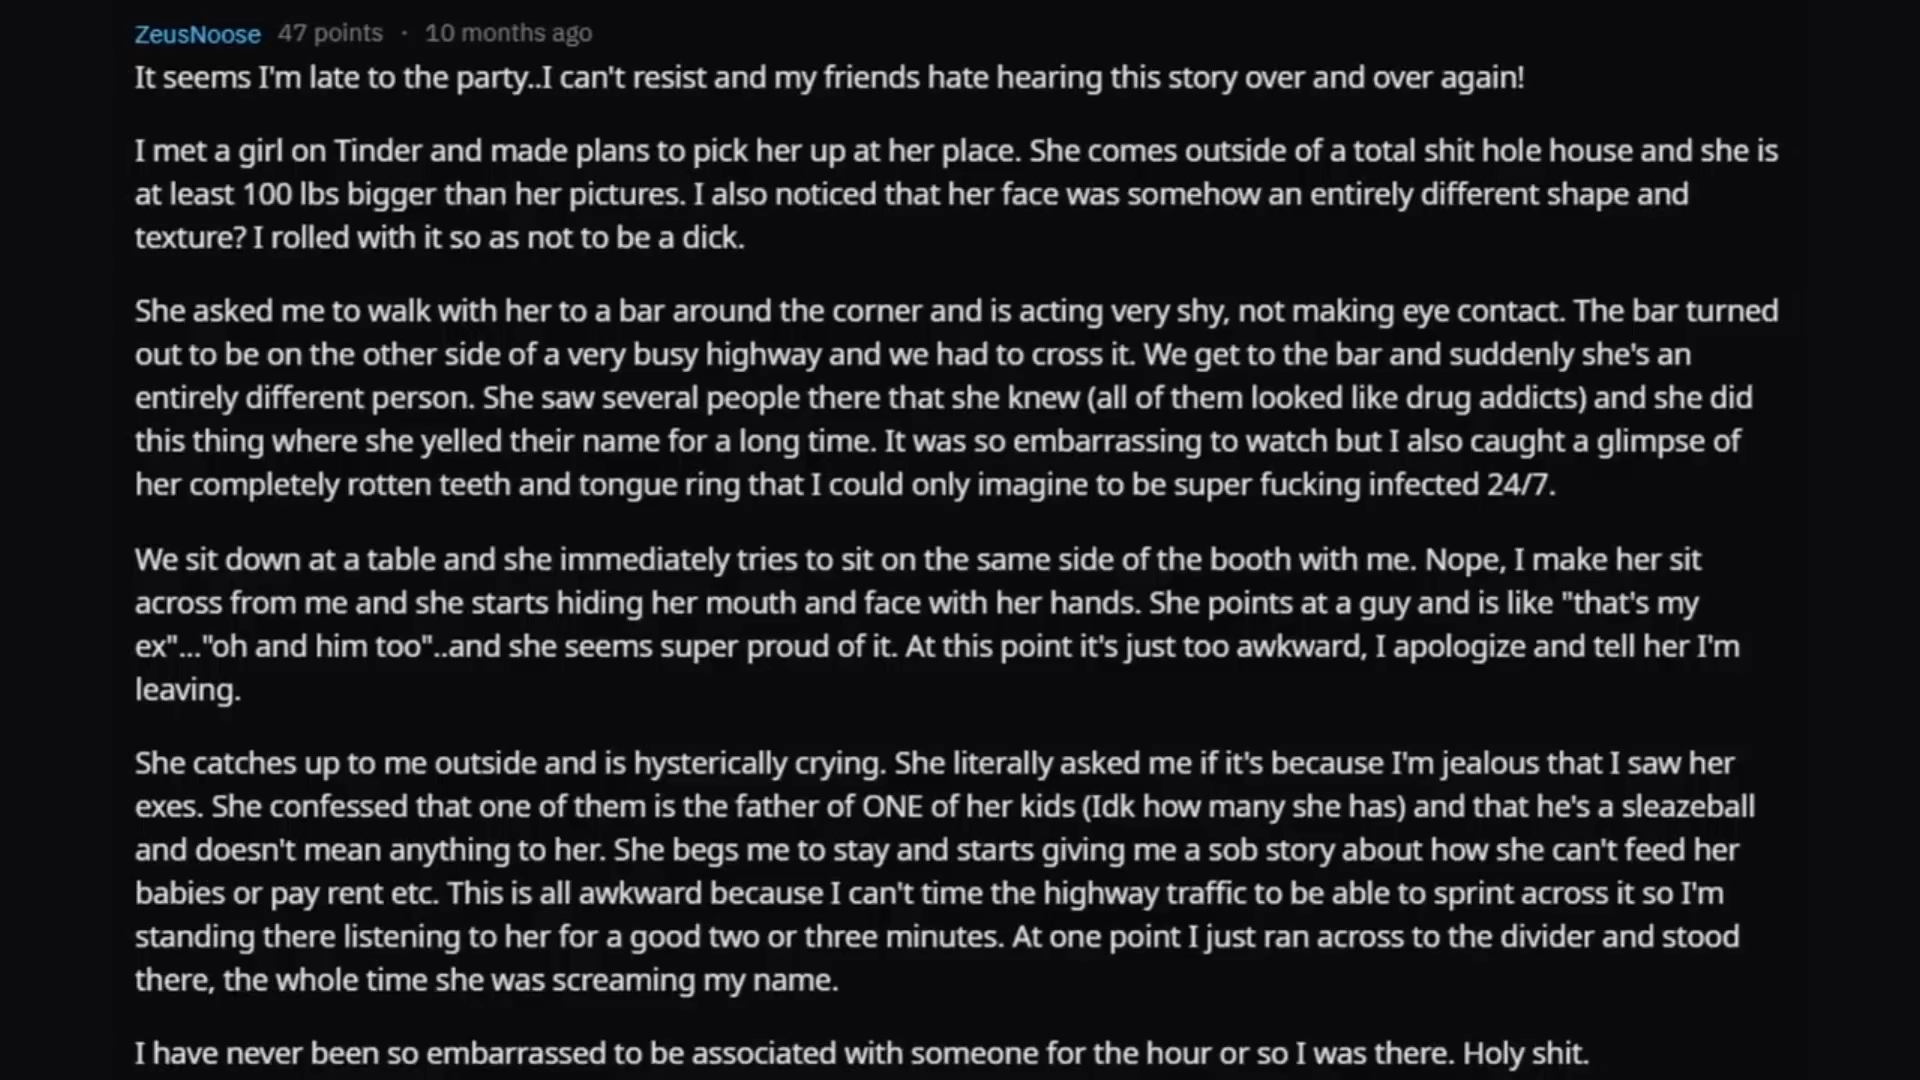 ZeusNoose 47 points · 10 months ago
It seems I'm late to the party..I can't resist and my friends hate hearing this story over and over again!
I met a girl on Tinder and made plans to pick her up at her place. She comes outside of a total shit hole house and she is
at least 100 lbs bigger than her pictures. I also noticed that her face was somehow an entirely different shape and
texture? I rolled with it so as not to be a dick.
She asked me to walk with her to a bar around the corner and is acting very shy, not making eye contact. The bar turned
out to be on the other side of a very busy highway and we had to cross it. We get to the bar and suddenly she's an
entirely different person. She saw several people there that she knew (all of them looked like drug addicts) and she did
this thing where she yelled their name for a long time. It was so embarrassing to watch but I also caught a glimpse of
her completely rotten teeth and tongue ring that I could only imagine to be super fucking infected 24/7.
We sit down at a table and she immediately tries to sit on the same side of the booth with me. Nope, I make her sit
across from me and she starts hiding her mouth and face with her hands. She points at a guy and is like "that's my
ex"..."oh and him too"..and she seems super proud of it. At this point it's just too awkward, I apologize and tell her I'm
leaving.
She catches up to me outside and is hysterically crying. She literally asked me if it's because I'm jealous that I saw her
exes. She confessed that one of them is the father of ONE of her kids (Idk how many she has) and that he's a sleazeball
and doesn't mean anything to her. She begs me to stay and starts giving me a sob story about how she can't feed her
babies or pay rent etc. This is all awkward because I can't time the highway traffic to be able to sprint across it so I'm
standing there listening to her for a good two or three minutes. At one point I just ran across to the divider and stood
there, the whole time she was screaming my name.
I have never been so embarrassed to be associated with someone for the hour or so I was there. Holy shit.